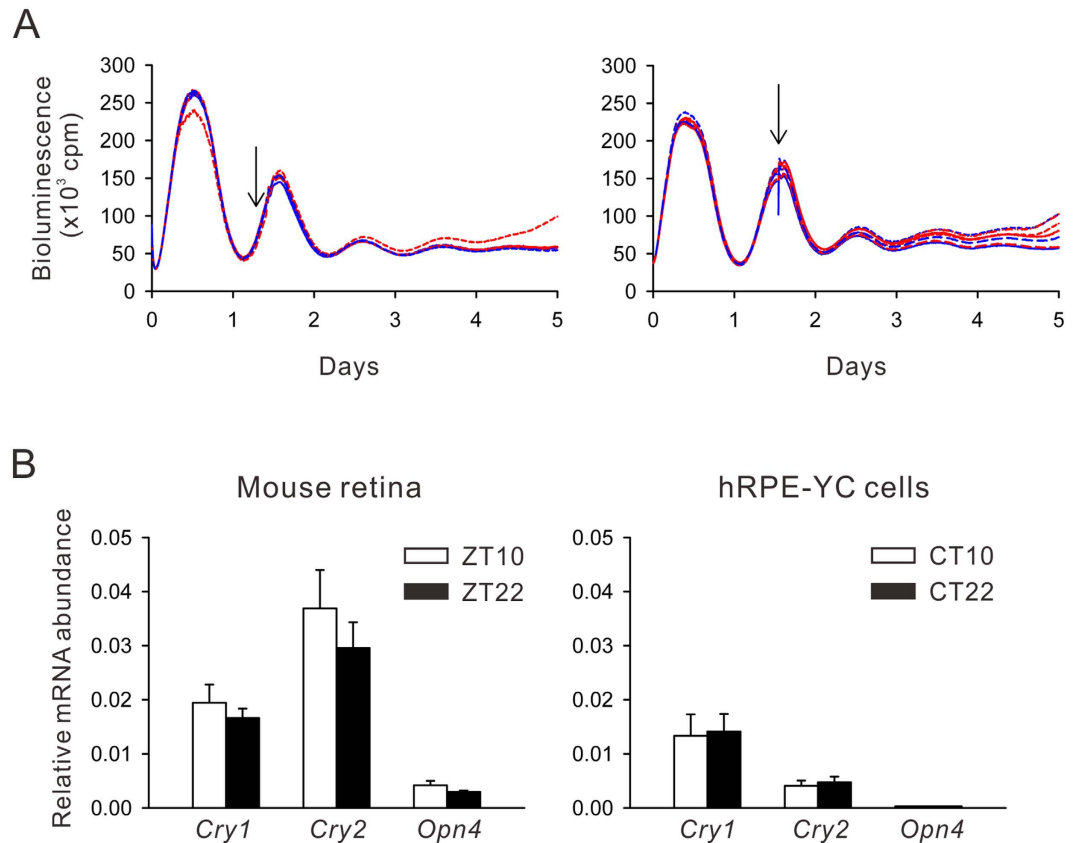 A
Bioluminescence
(x10³ cpm)
300
250
200
150
100
50
0
0 1 2 3 4 5
Days
300
250
200
150
100
50
0
0 1 2 3 4 5
Days
B
Mouse retina
Relative mRNA abundance
0.05
0.04
0.03
0.02
0.01
0.00
ZT10
ZT22
Cry1 Cry2 Opn4
hRPE-YC cells
0.05
0.04
0.03
0.02
0.01
0.00
CT10
CT22
Cry1 Cry2 Opn4